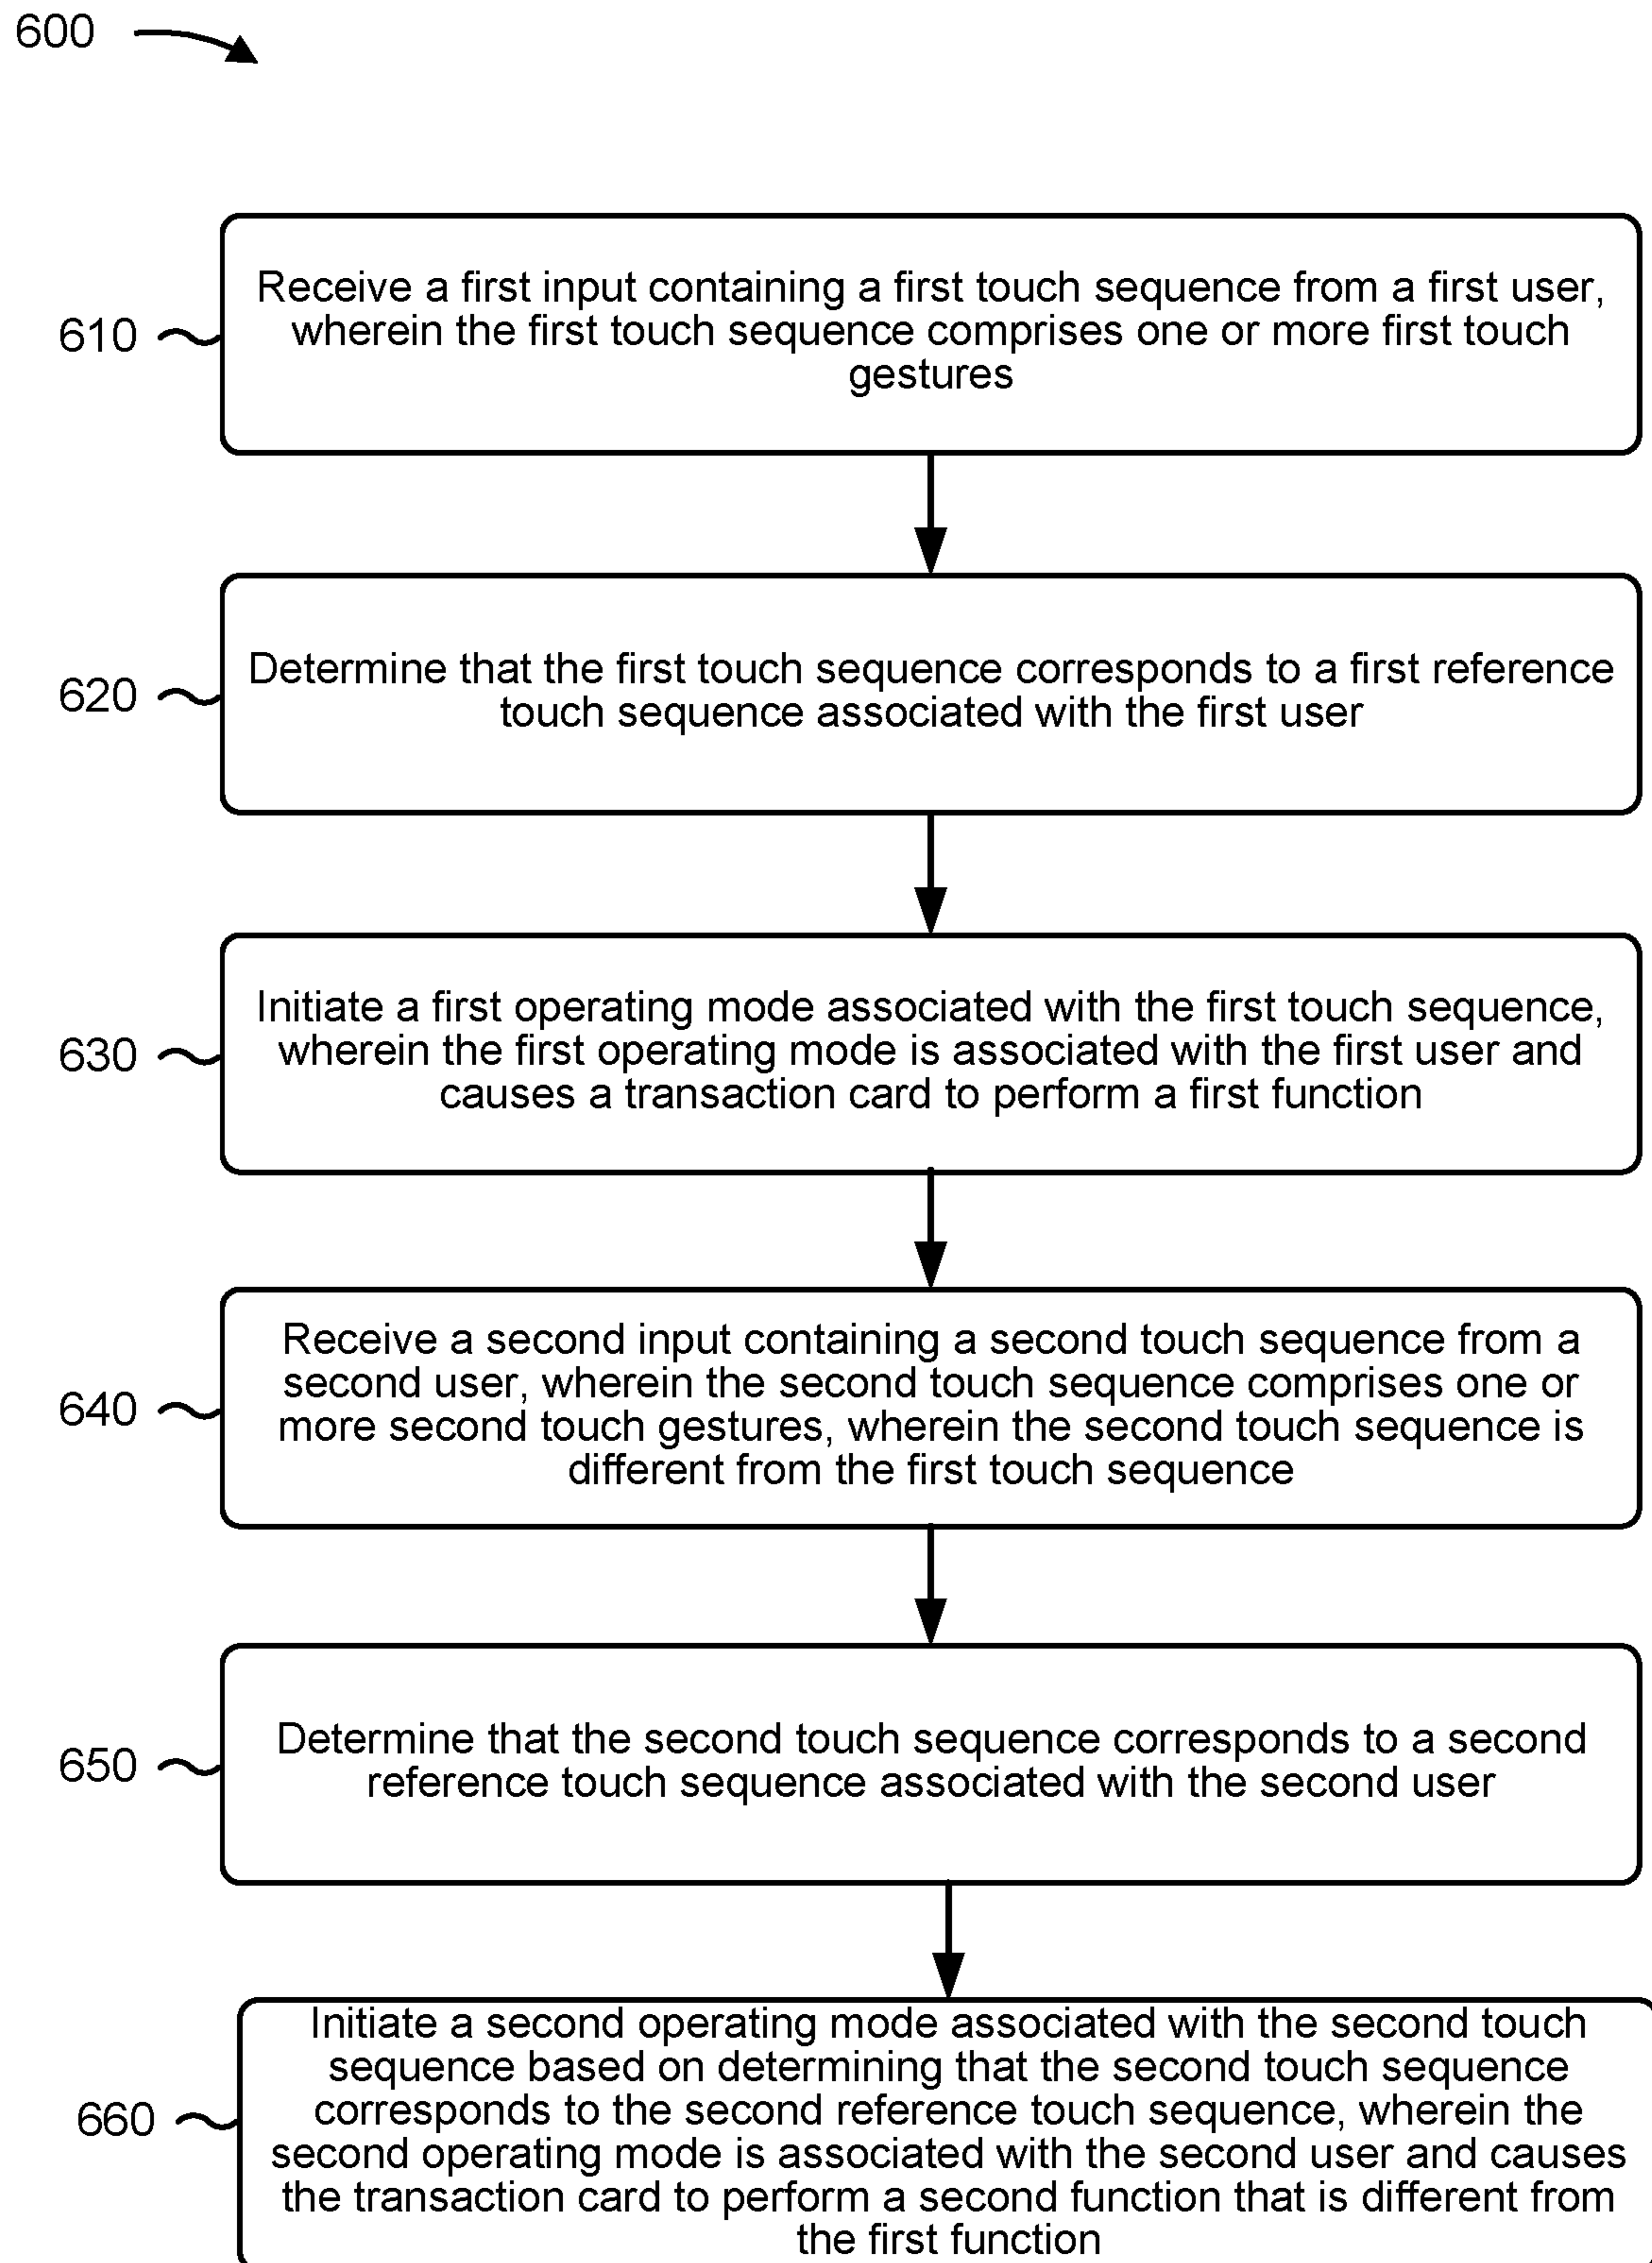 600
610
Receive a first input containing a first touch sequence from a first user,
wherein the first touch sequence comprises one or more first touch
gestures
620
Determine that the first touch sequence corresponds to a first reference
touch sequence associated with the first user
630
Initiate a first operating mode associated with the first touch sequence,
wherein the first operating mode is associated with the first user and
causes a transaction card to perform a first function
640
Receive a second input containing a second touch sequence from a
second user, wherein the second touch sequence comprises one or
more second touch gestures, wherein the second touch sequence is
different from the first touch sequence
650
Determine that the second touch sequence corresponds to a second
reference touch sequence associated with the second user
660
Initiate a second operating mode associated with the second touch
sequence based on determining that the second touch sequence
corresponds to the second reference touch sequence, wherein the
second operating mode is associated with the second user and causes
the transaction card to perform a second function that is different from
the first function